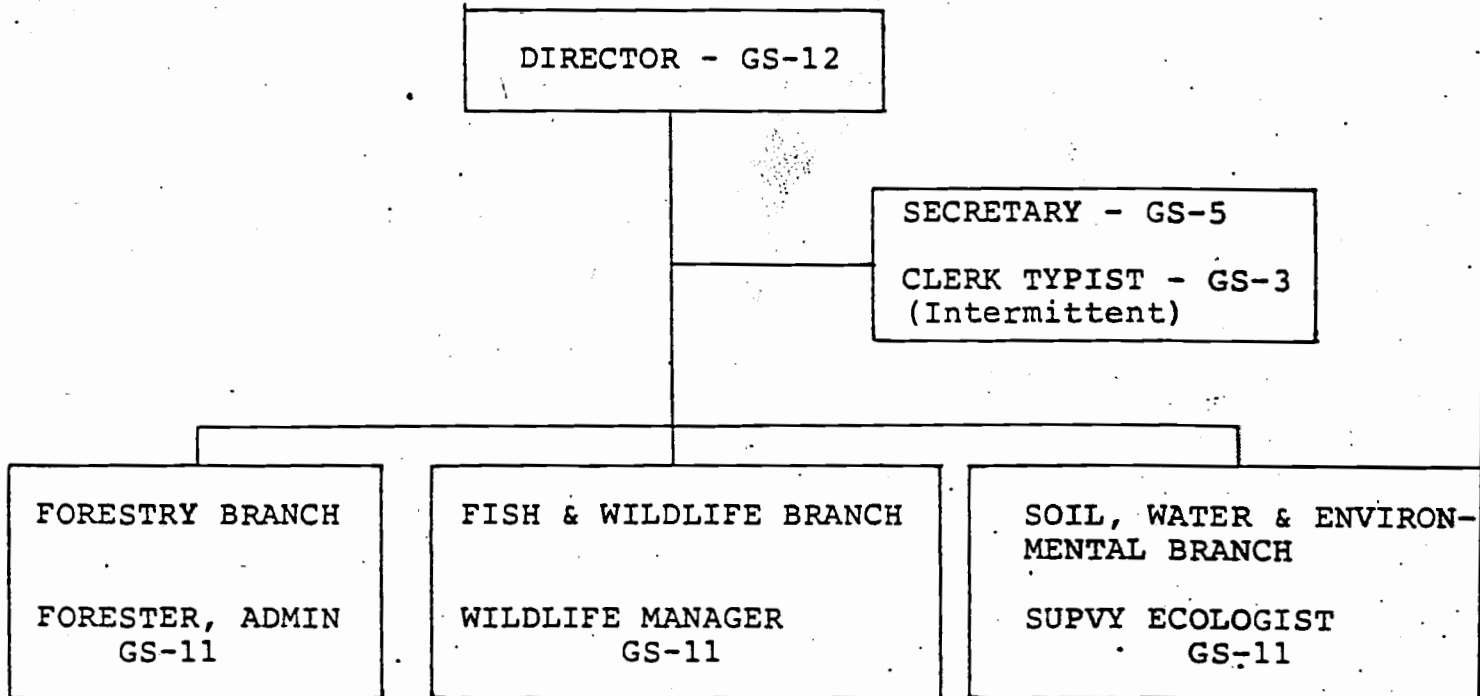 DIRECTOR - GS-12
SECRETARY - GS-5
CLERK TYPIST - GS-3
(Intermittent)
FORESTRY BRANCH
FORESTER, ADMIN
GS-11
FISH & WILDLIFE BRANCH
WILDLIFE MANAGER
GS-11
SOIL, WATER & ENVIRON-
MENTAL BRANCH
SUPVY ECOLOGIST
GS-11